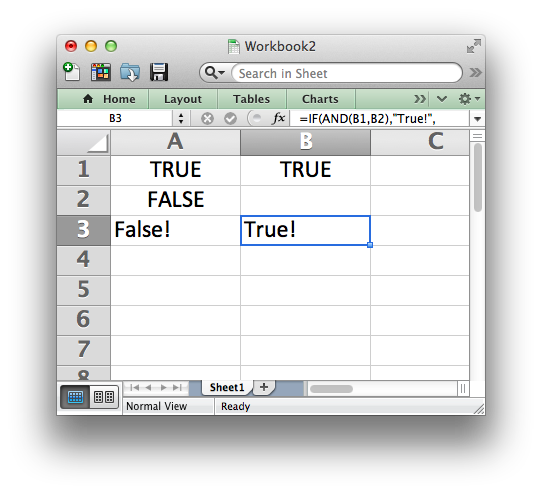 Workbook2
Search in Sheet
Home Layout Tables Charts
B3 fx =IF(AND(B1,B2),"True!",
A B C
1 TRUE TRUE
2 FALSE
3 False! True!
4
5
6
7
8
Sheet1 +
Normal View Ready